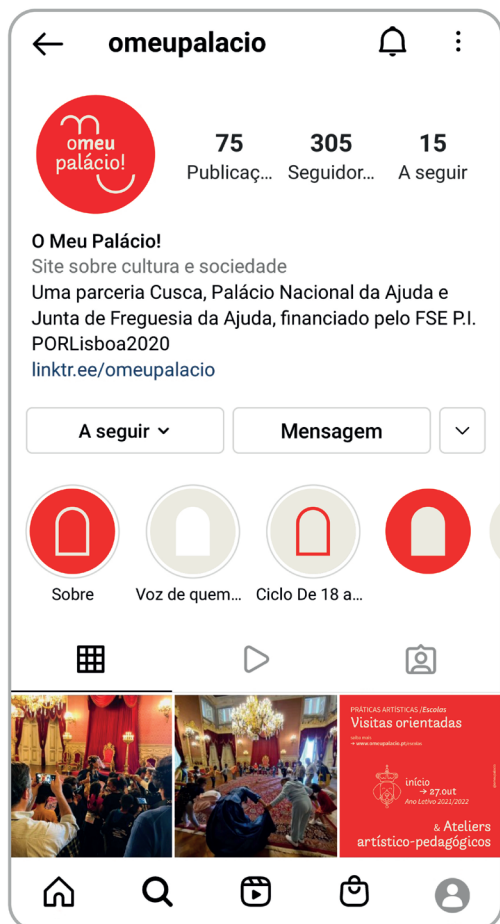 omeupalacio
omeu
palácio!
75 305 15
Publicaç... Seguidor... A seguir
O Meu Palácio!
Site sobre cultura e sociedade
Uma parceria Cusca, Palácio Nacional da Ajuda e
Junta de Freguesia da Ajuda, financiado pelo FSE P.I.
PORLisboa2020
linktr.ee/omeupalacio
A seguir Mensagem
Sobre Voz de quem... Ciclo De 18 a...
PRÁTICAS ARTÍSTICAS /Escolas
Visitas orientadas
saiba mais
→ www.omeupalacio.pt/escolas
início
→ 27.out
Ano Letivo 2021/2022
& Ateliers
artístico-pedagógicos